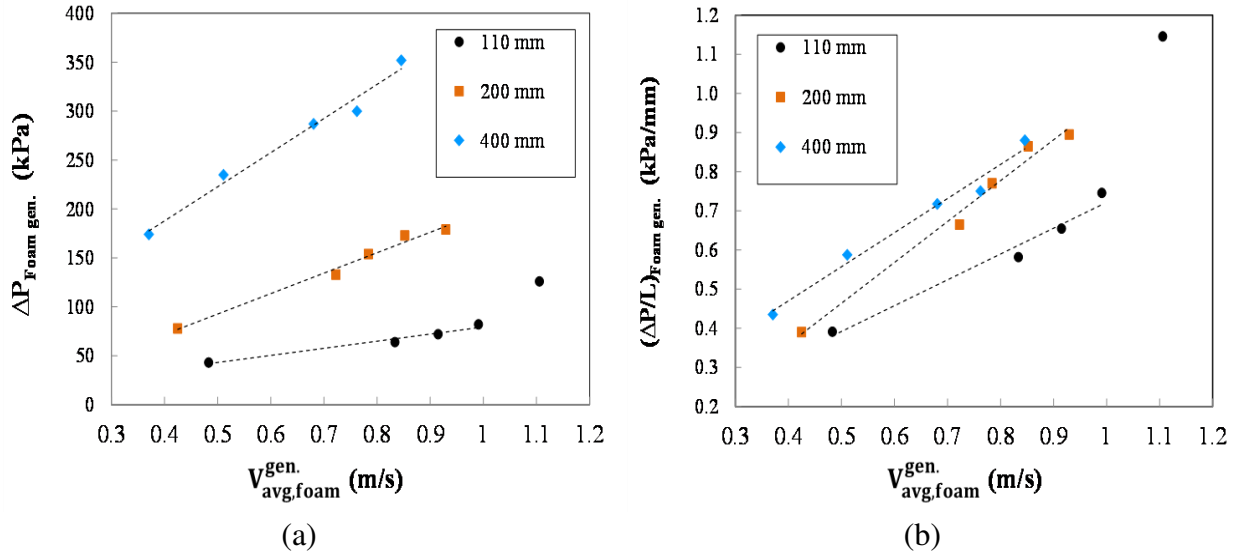 400
350
300
250
200
150
100
50
0
ΔP Foam gen. (kPa)
110 mm
200 mm
400 mm
0.3 0.4 0.5 0.6 0.7 0.8 0.9 1 1.1 1.2
V gen. avg,foam (m/s)
(a)
1.2
1.1
1.0
0.9
0.8
0.7
0.6
0.5
0.4
0.3
0.2
(ΔP/L)Foam gen. (kPa/mm)
110 mm
200 mm
400 mm
0.3 0.4 0.5 0.6 0.7 0.8 0.9 1 1.1 1.2
V gen. avg,foam (m/s)
(b)